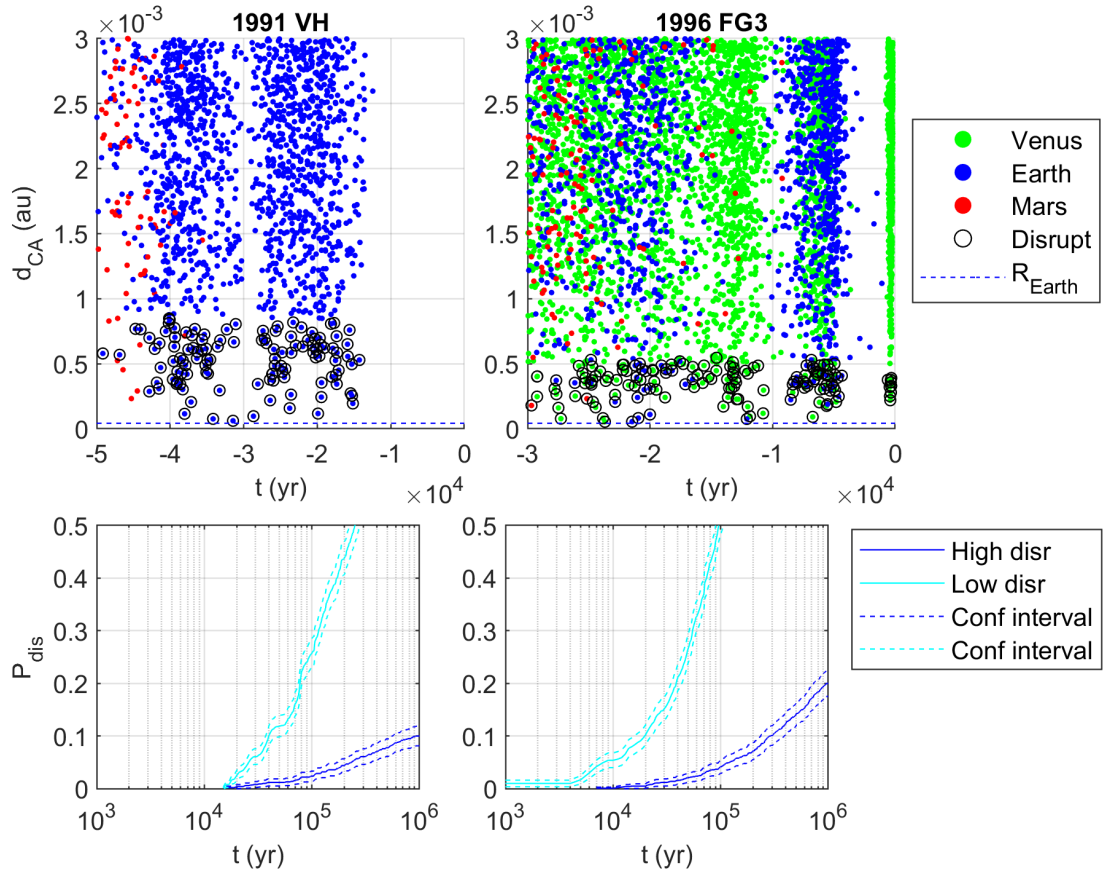 ×10⁻³ 1991 VH
3
2.5
2
1.5
1
0.5
0
d_CA (au)
-5 -4 -3 -2 -1 0
t (yr) ×10⁴
×10⁻³ 1996 FG3
3
2.5
2
1.5
1
0.5
0
-3 -2 -1 0
t (yr) ×10⁴
Venus
Earth
Mars
Disrupt
R_Earth
0.5
0.4
0.3
0.2
0.1
0
P_dis
10³ 10⁴ 10⁵ 10⁶
t (yr)
0.5
0.4
0.3
0.2
0.1
0
10³ 10⁴ 10⁵ 10⁶
t (yr)
High disr
Low disr
Conf interval
Conf interval